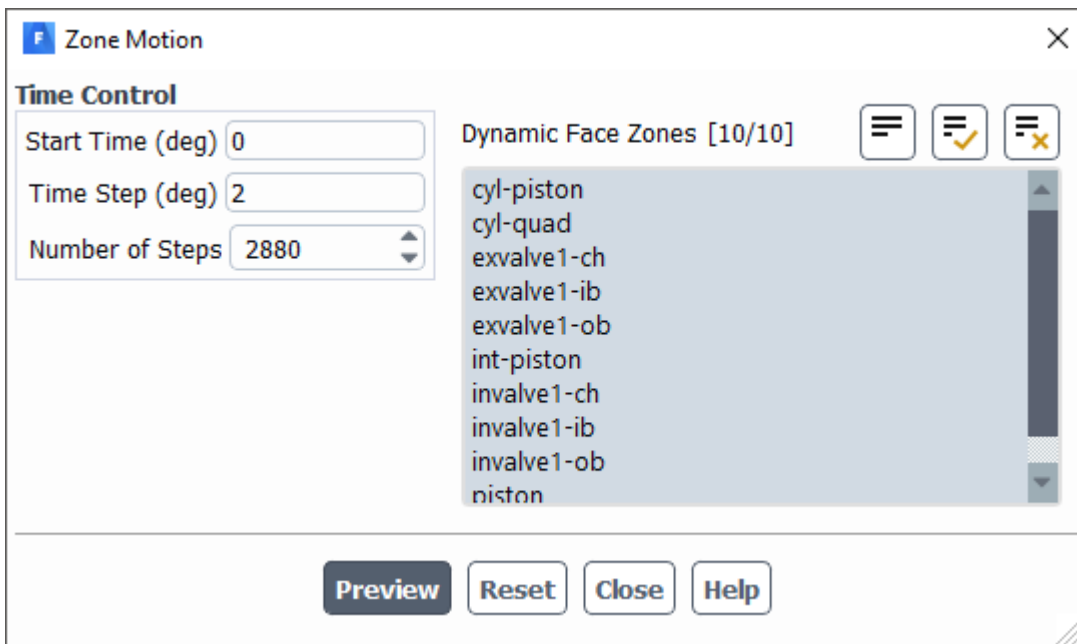 F Zone Motion
Time Control
Start Time (deg) 0
Time Step (deg) 2
Number of Steps 2880
Dynamic Face Zones [10/10]
cyl-piston
cyl-quad
exvalve1-ch
exvalve1-ib
exvalve1-ob
int-piston
invalve1-ch
invalve1-ib
invalve1-ob
piston
Preview Reset Close Help